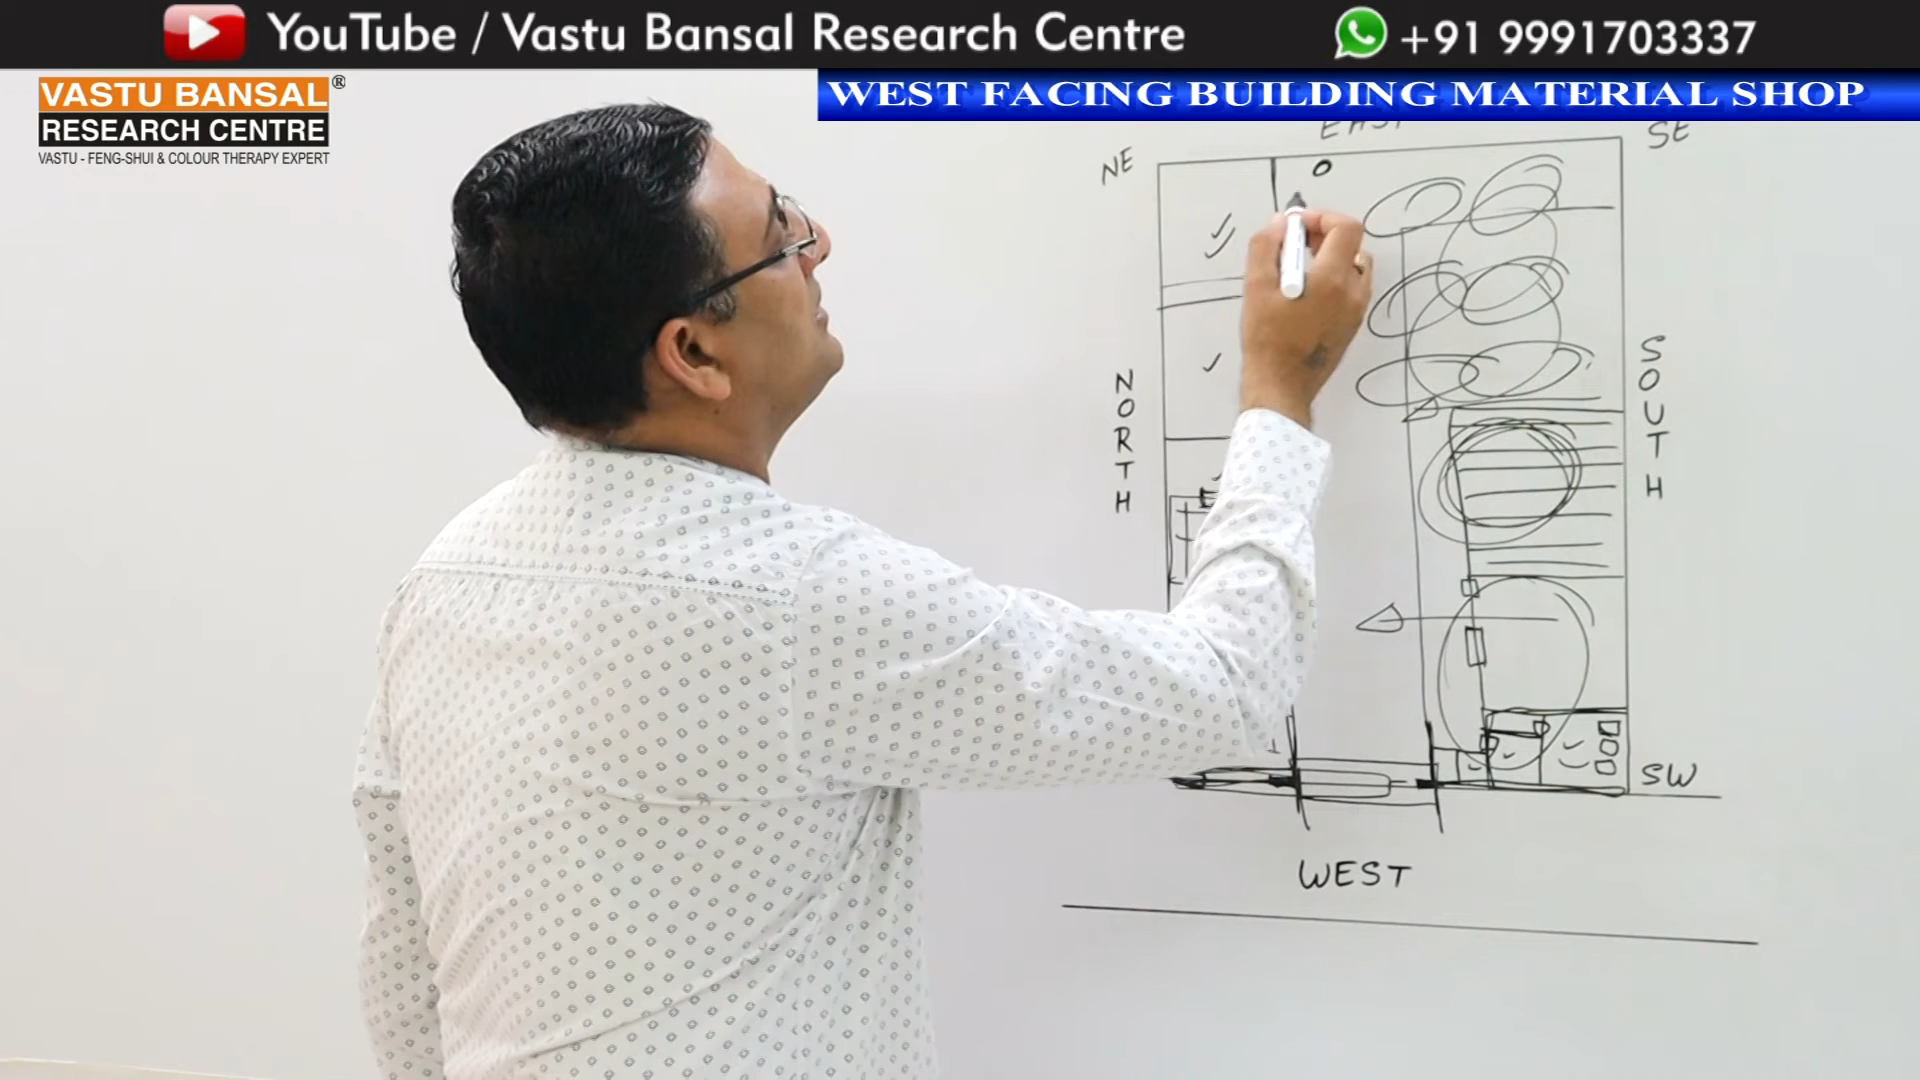 YouTube / Vastu Bansal Research Centre
+91 9991703337
VASTU BANSAL®
RESEARCH CENTRE
VASTU - FENG-SHUI & COLOUR THERAPY EXPERT
WEST FACING BUILDING MATERIAL SHOP
EAST
NE
SE
NORTH
SOUTH
SW
WEST